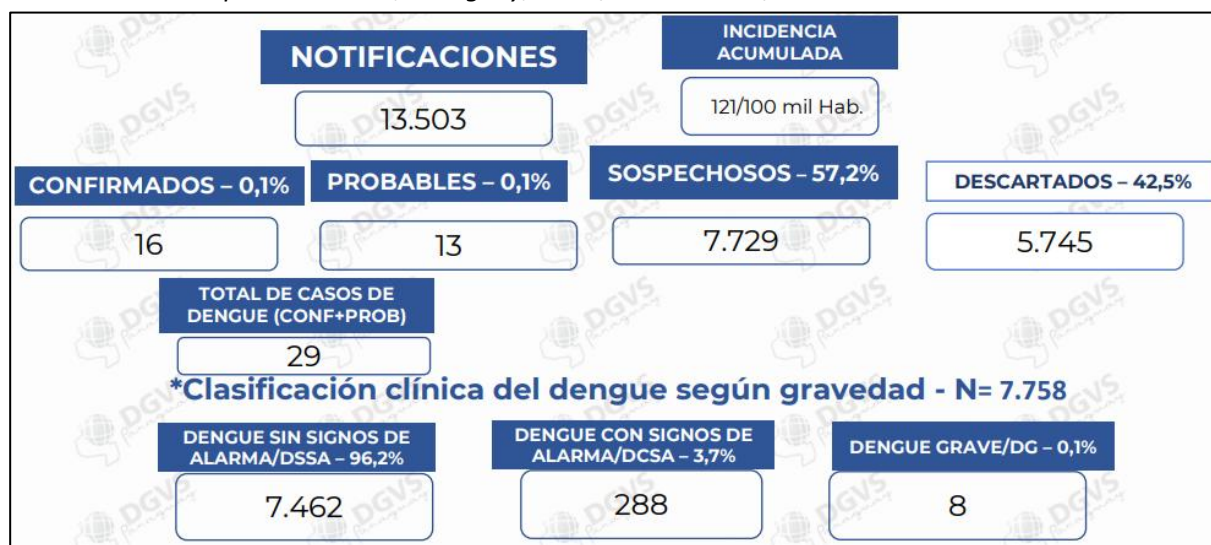 NOTIFICACIONES
13.503
INCIDENCIA
ACUMULADA
121/100 mil Hab.
CONFIRMADOS – 0,1%
16
PROBABLES – 0,1%
13
SOSPECHOSOS – 57,2%
7.729
DESCARTADOS – 42,5%
5.745
TOTAL DE CASOS DE
DENGUE (CONF+PROB)
29
*Clasificación clínica del dengue según gravedad - N= 7.758
DENGUE SIN SIGNOS DE
ALARMA/DSSA – 96,2%
7.462
DENGUE CON SIGNOS DE
ALARMA/DCSA – 3,7%
288
DENGUE GRAVE/DG – 0,1%
8
DGVS